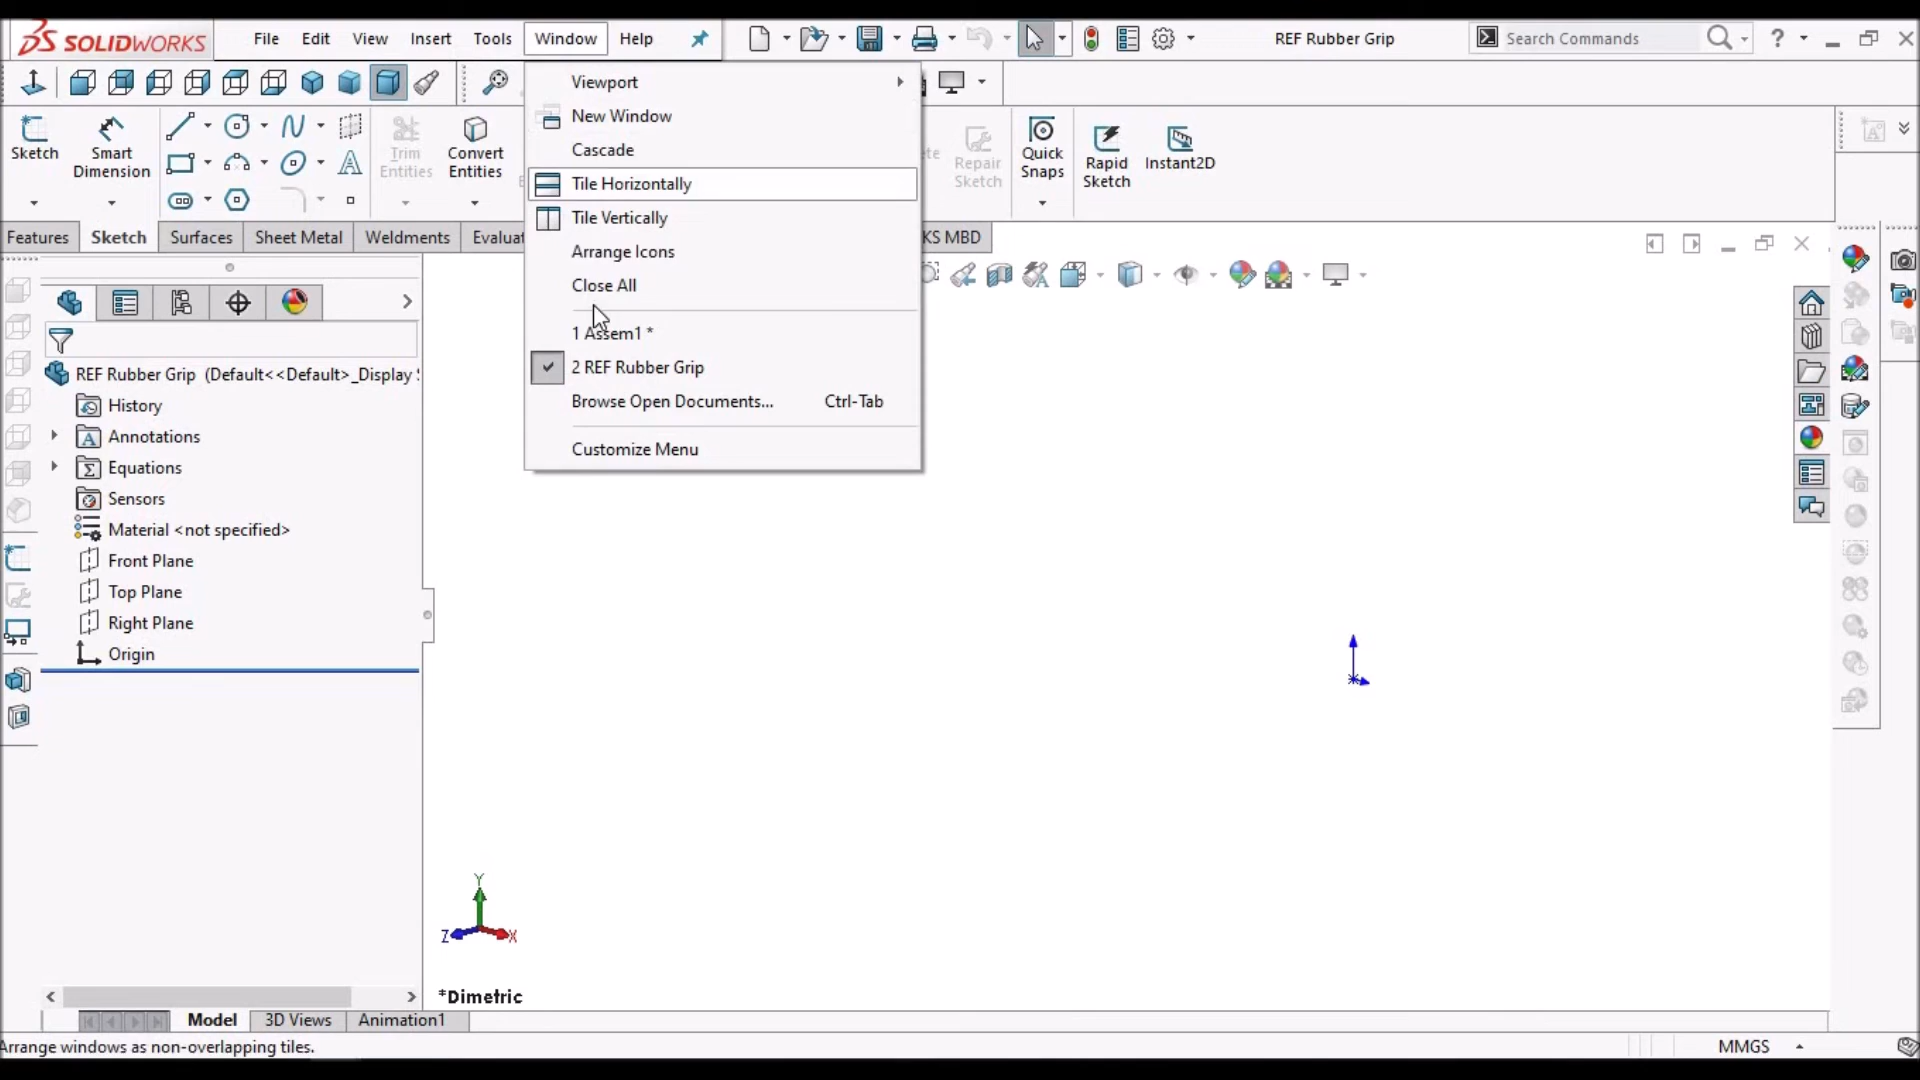 SOLIDWORKS File Edit View Insert Tools Window Help REF Rubber Grip Search Commands ?
Viewport
New Window
Cascade
Tile Horizontally
Tile Vertically
Arrange Icons
Close All
1 Assem1 *
2 REF Rubber Grip
Browse Open Documents... Ctrl-Tab
Customize Menu
Sketch
Smart Dimension
Trim Entities
Convert Entities
Repair Sketch
Quick Snaps
Rapid Sketch
Instant2D
Features Sketch Surfaces Sheet Metal Weldments Evaluat KS MBD
REF Rubber Grip (Default<<Default>_Display
History
Annotations
Equations
Sensors
Material <not specified>
Front Plane
Top Plane
Right Plane
Origin
Y
Z X
*Dimetric
Model 3D Views Animation1
Arrange windows as non-overlapping tiles. MMGS